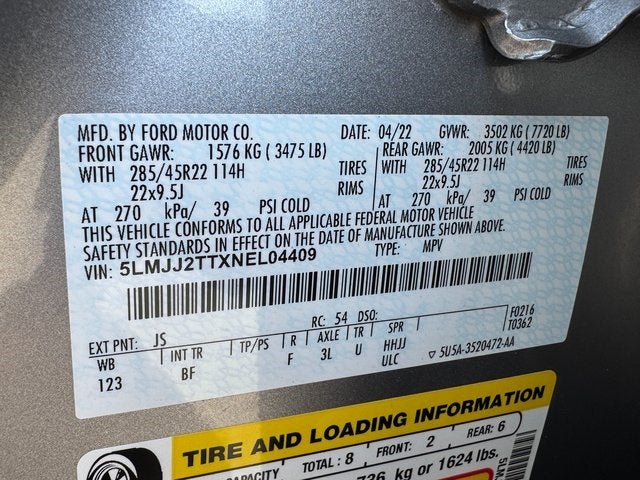 MFD. BY FORD MOTOR CO. DATE: 04/22 GVWR: 3502 KG (7720 LB)
FRONT GAWR: 1576 KG (3475 LB) REAR GAWR: 2005 KG (4420 LB)
WITH 285/45R22 114H TIRES WITH 285/45R22 114H TIRES
22x9.5J RIMS 22x9.5J RIMS
AT 270 kPa/ 39 PSI COLD AT 270 kPa/ 39 PSI COLD
THIS VEHICLE CONFORMS TO ALL APPLICABLE FEDERAL MOTOR VEHICLE
SAFETY STANDARDS IN EFFECT ON THE DATE OF MANUFACTURE SHOWN ABOVE.
VIN: 5LMJJ2TTXNEL04409 TYPE: MPV
F0216
T0362
EXT PNT: JS RC: 54 DSO:
WB INT TR TP/PS R AXLE TR SPR
123 BF F 3L U HHJJ
ULC ▽ 5U5A-3520472-AA
TIRE AND LOADING INFORMATION
CAPACITY TOTAL: 8 FRONT: 2 REAR: 6
736 kg or 1624 lbs.
5LM